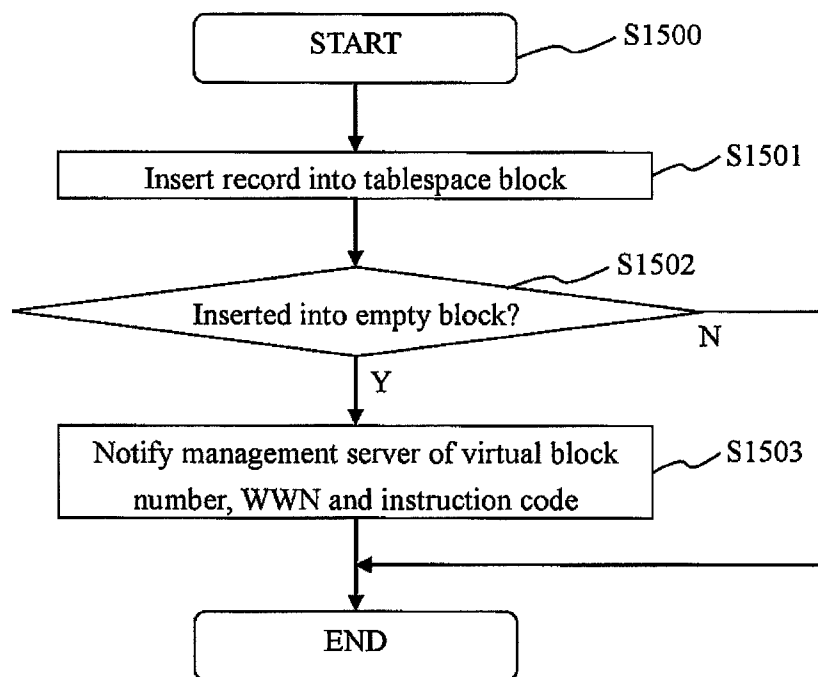 START
S1500
Insert record into tablespace block
S1501
S1502
Inserted into empty block?
N
Y
Notify management server of virtual block
number, WWN and instruction code
S1503
END